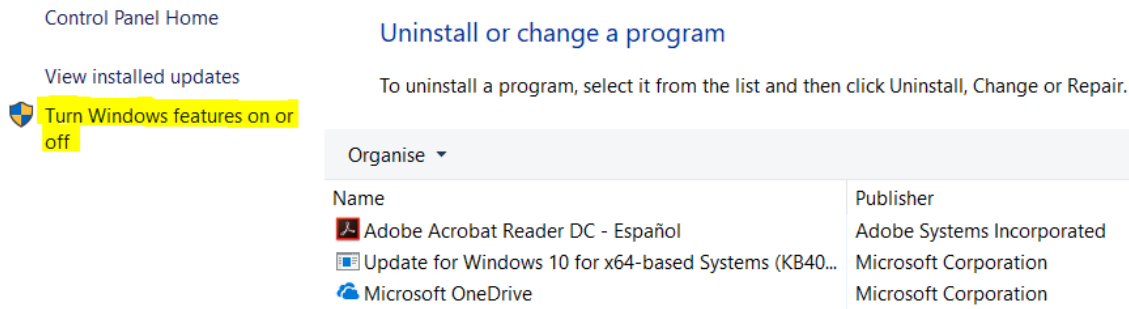 Control Panel Home
View installed updates
Turn Windows features on or
off
Uninstall or change a program
To uninstall a program, select it from the list and then click Uninstall, Change or Repair.
Organise
Name Publisher
Adobe Acrobat Reader DC - Español Adobe Systems Incorporated
Update for Windows 10 for x64-based Systems (KB40... Microsoft Corporation
Microsoft OneDrive Microsoft Corporation